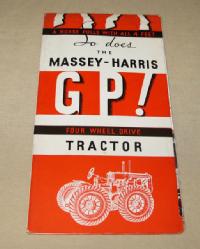 A HORSE PULLS WITH ALL 4 FEET
So does
THE
MASSEY-HARRIS
GP!
FOUR WHEEL DRIVE
TRACTOR